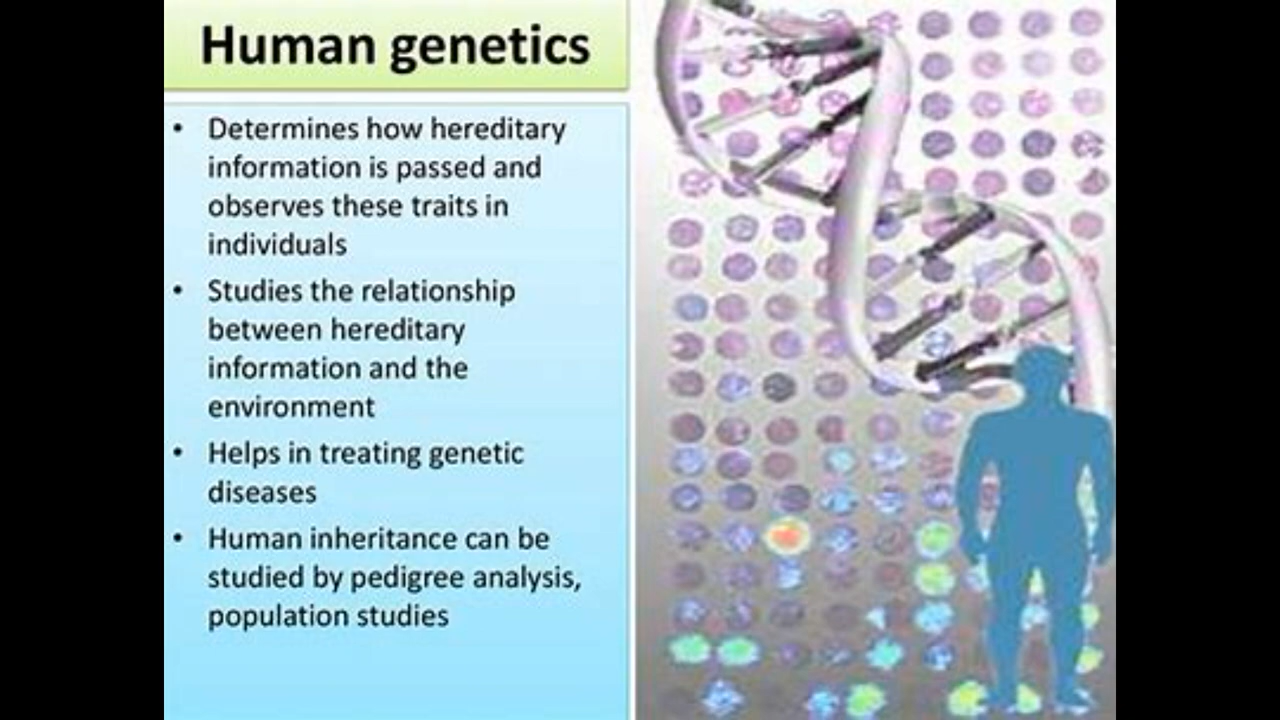 Human genetics
• Determines how hereditary
information is passed and
observes these traits in
individuals
• Studies the relationship
between hereditary
information and the
environment
• Helps in treating genetic
diseases
• Human inheritance can be
studied by pedigree analysis,
population studies